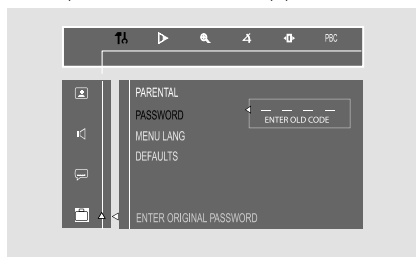 PBC
PARENTAL
PASSWORD
ENTER OLD CODE
MENU LANG
DEFAULTS
ENTER ORIGINAL PASSWORD